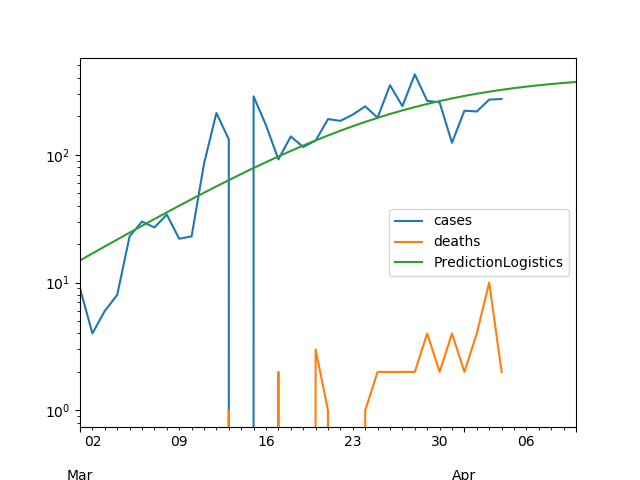 10²
10¹
10⁰
cases
deaths
PredictionLogistics
02 09 16 23 30 06
Mar Apr